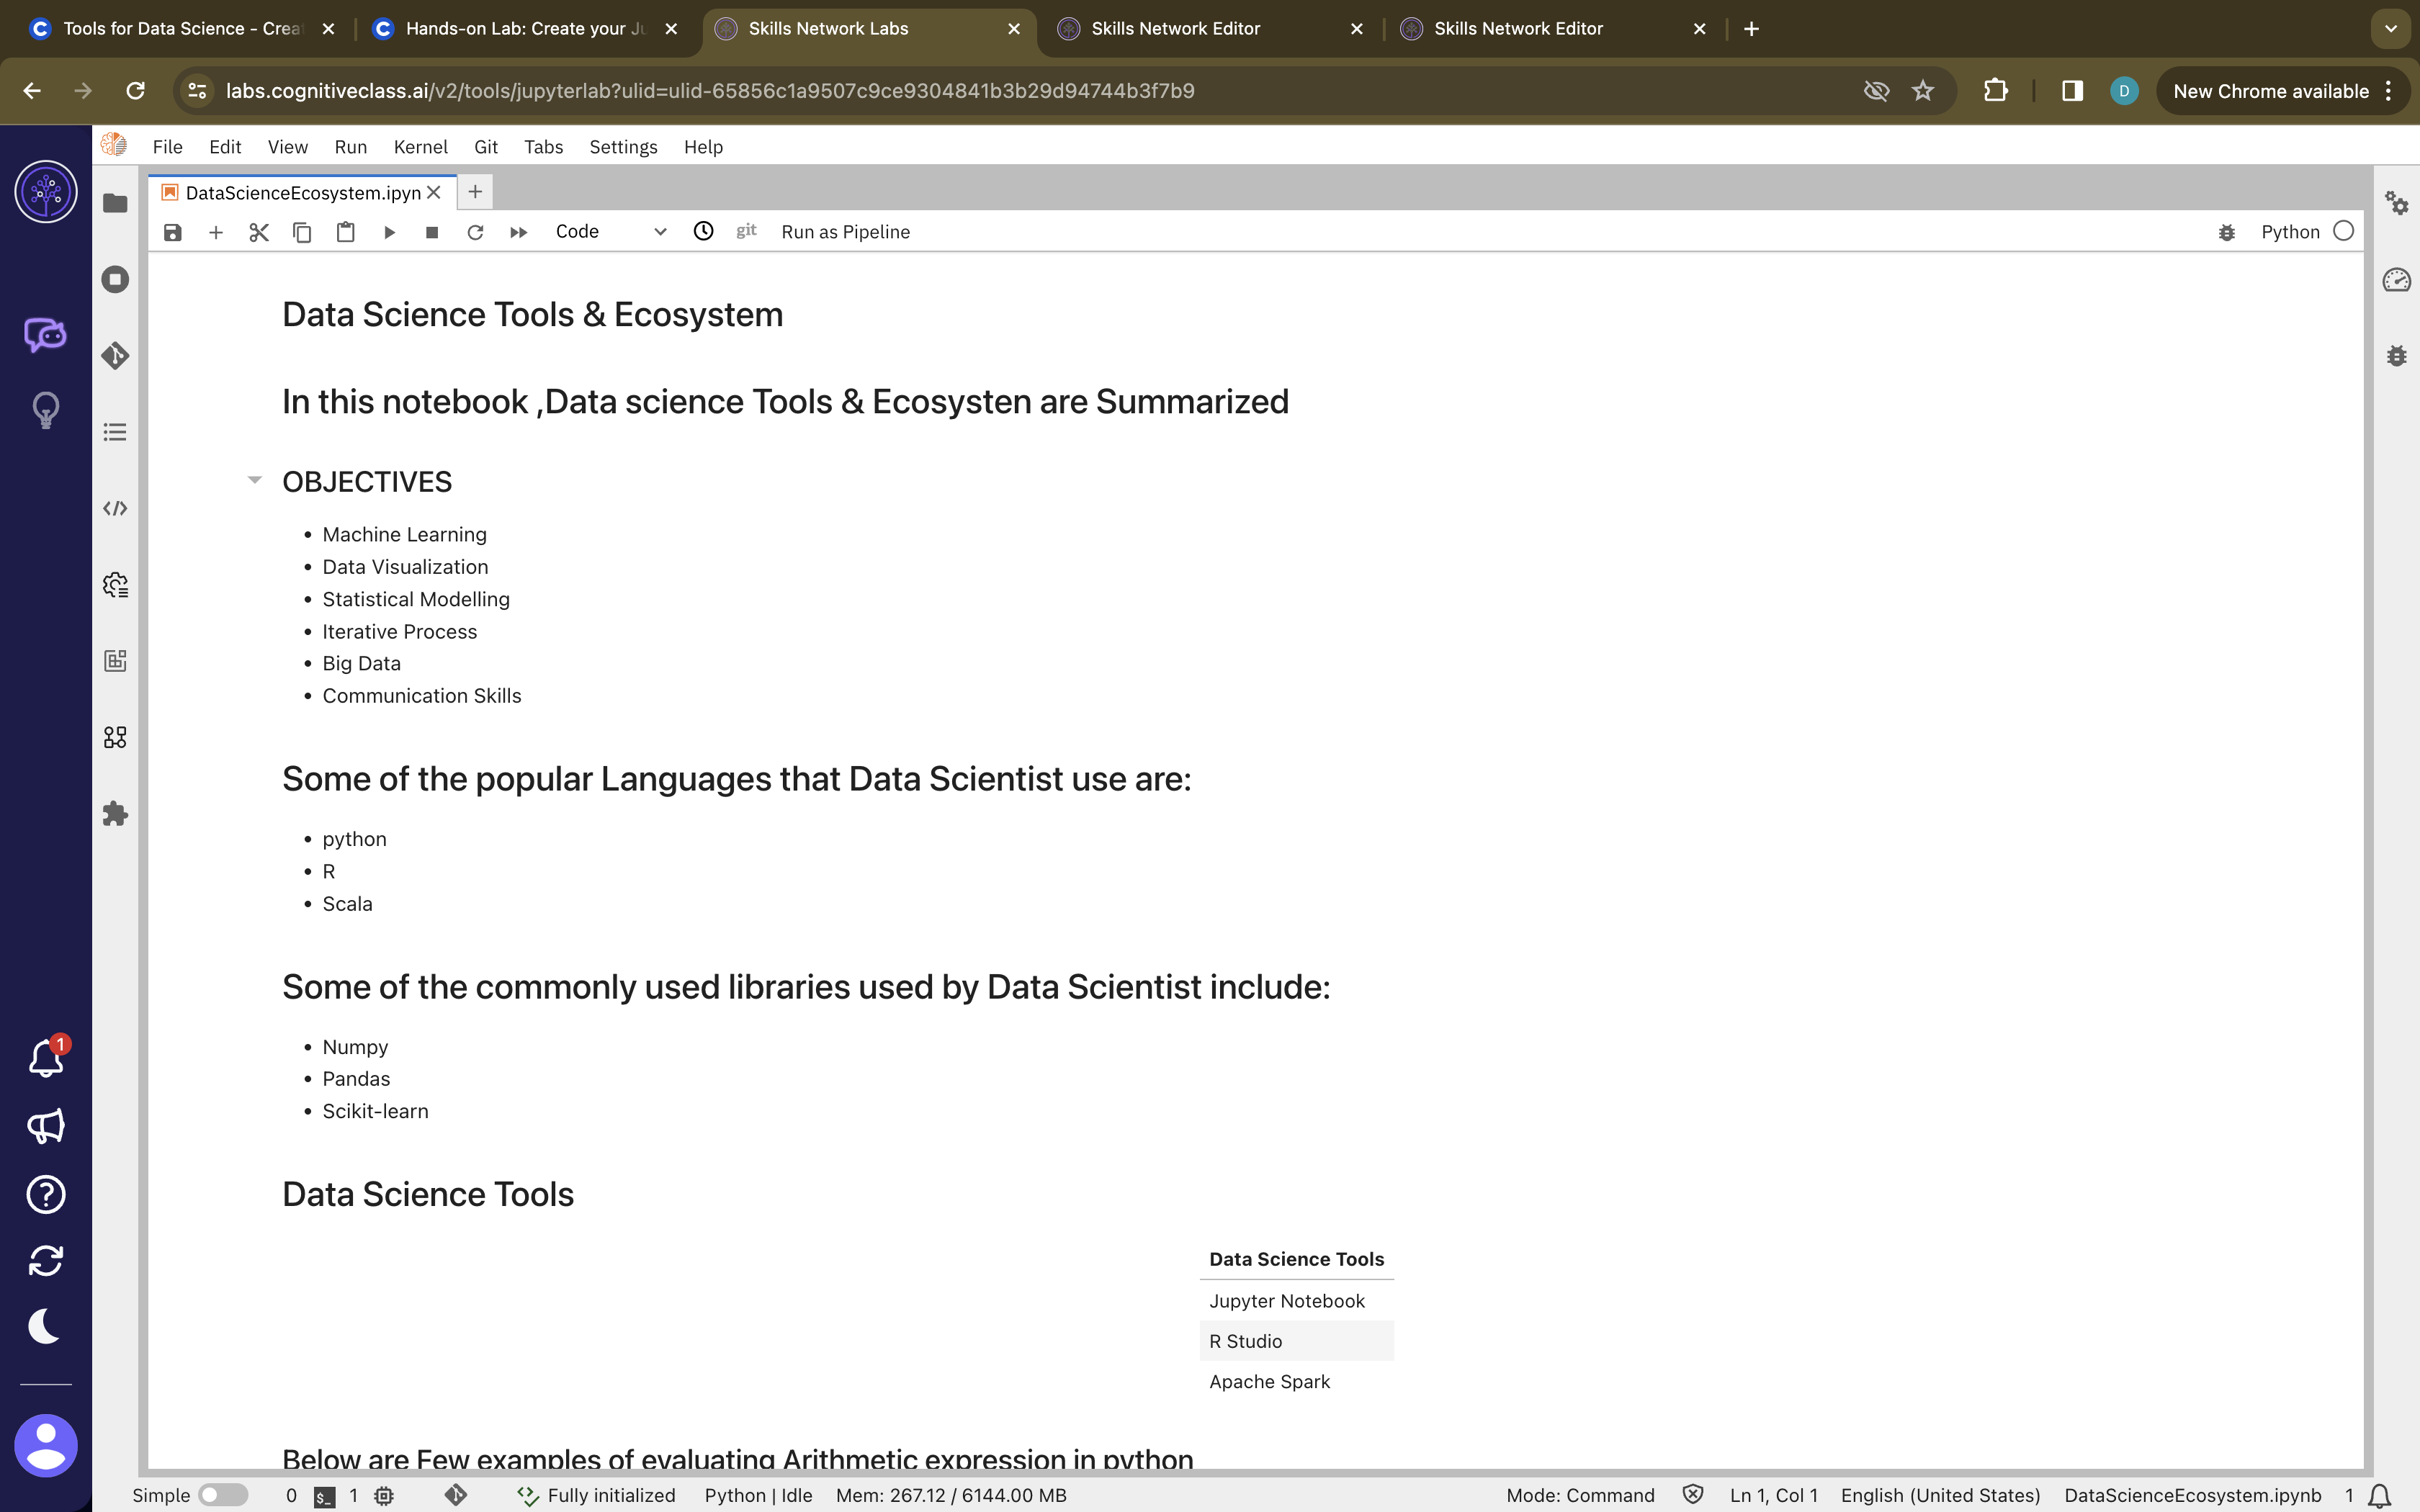 Tools for Data Science - Crea
Hands-on Lab: Create your Ju
Skills Network Labs
Skills Network Editor
Skills Network Editor
labs.cognitiveclass.ai/v2/tools/jupyterlab?ulid=ulid-65856c1a9507c9ce9304841b3b29d94744b3f7b9
D
New Chrome available
File Edit View Run Kernel Git Tabs Settings Help
DataScienceEcosystem.ipyn
Code
git
Run as Pipeline
Python
Data Science Tools & Ecosystem
In this notebook ,Data science Tools & Ecosysten are Summarized
OBJECTIVES
• Machine Learning
• Data Visualization
• Statistical Modelling
• Iterative Process
• Big Data
• Communication Skills
Some of the popular Languages that Data Scientist use are:
• python
• R
• Scala
Some of the commonly used libraries used by Data Scientist include:
• Numpy
• Pandas
• Scikit-learn
Data Science Tools
Data Science Tools
Jupyter Notebook
R Studio
Apache Spark
Below are Few examples of evaluating Arithmetic expression in python
1
Simple 0 $_ 1 Fully initialized Python | Idle Mem: 267.12 / 6144.00 MB Mode: Command Ln 1, Col 1 English (United States) DataScienceEcosystem.ipynb 1